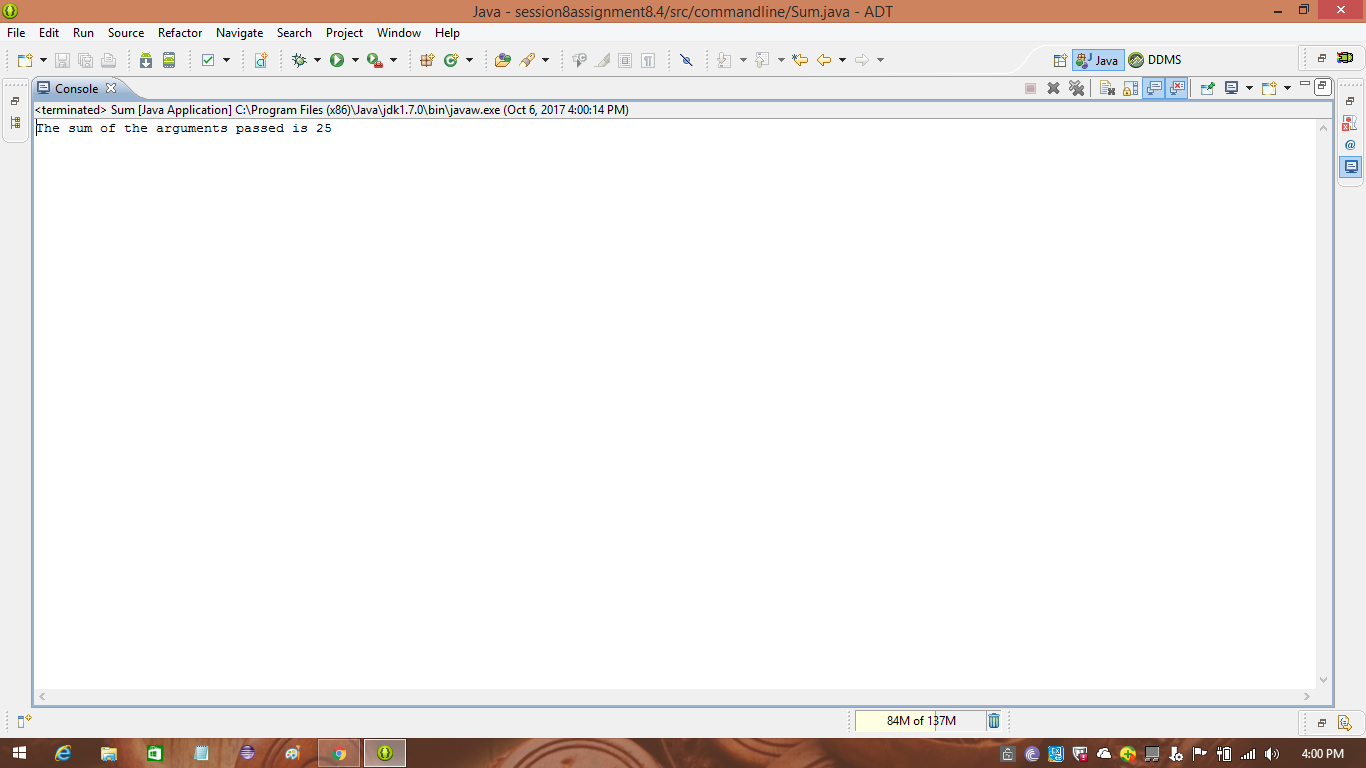 Java - session8assignment8.4/src/commandline/Sum.java - ADT
File Edit Run Source Refactor Navigate Search Project Window Help
Java DDMS
Console
<terminated> Sum [Java Application] C:\Program Files (x86)\Java\jdk1.7.0\bin\javaw.exe (Oct 6, 2017 4:00:14 PM)
The sum of the arguments passed is 25
84M of 137M
4:00 PM